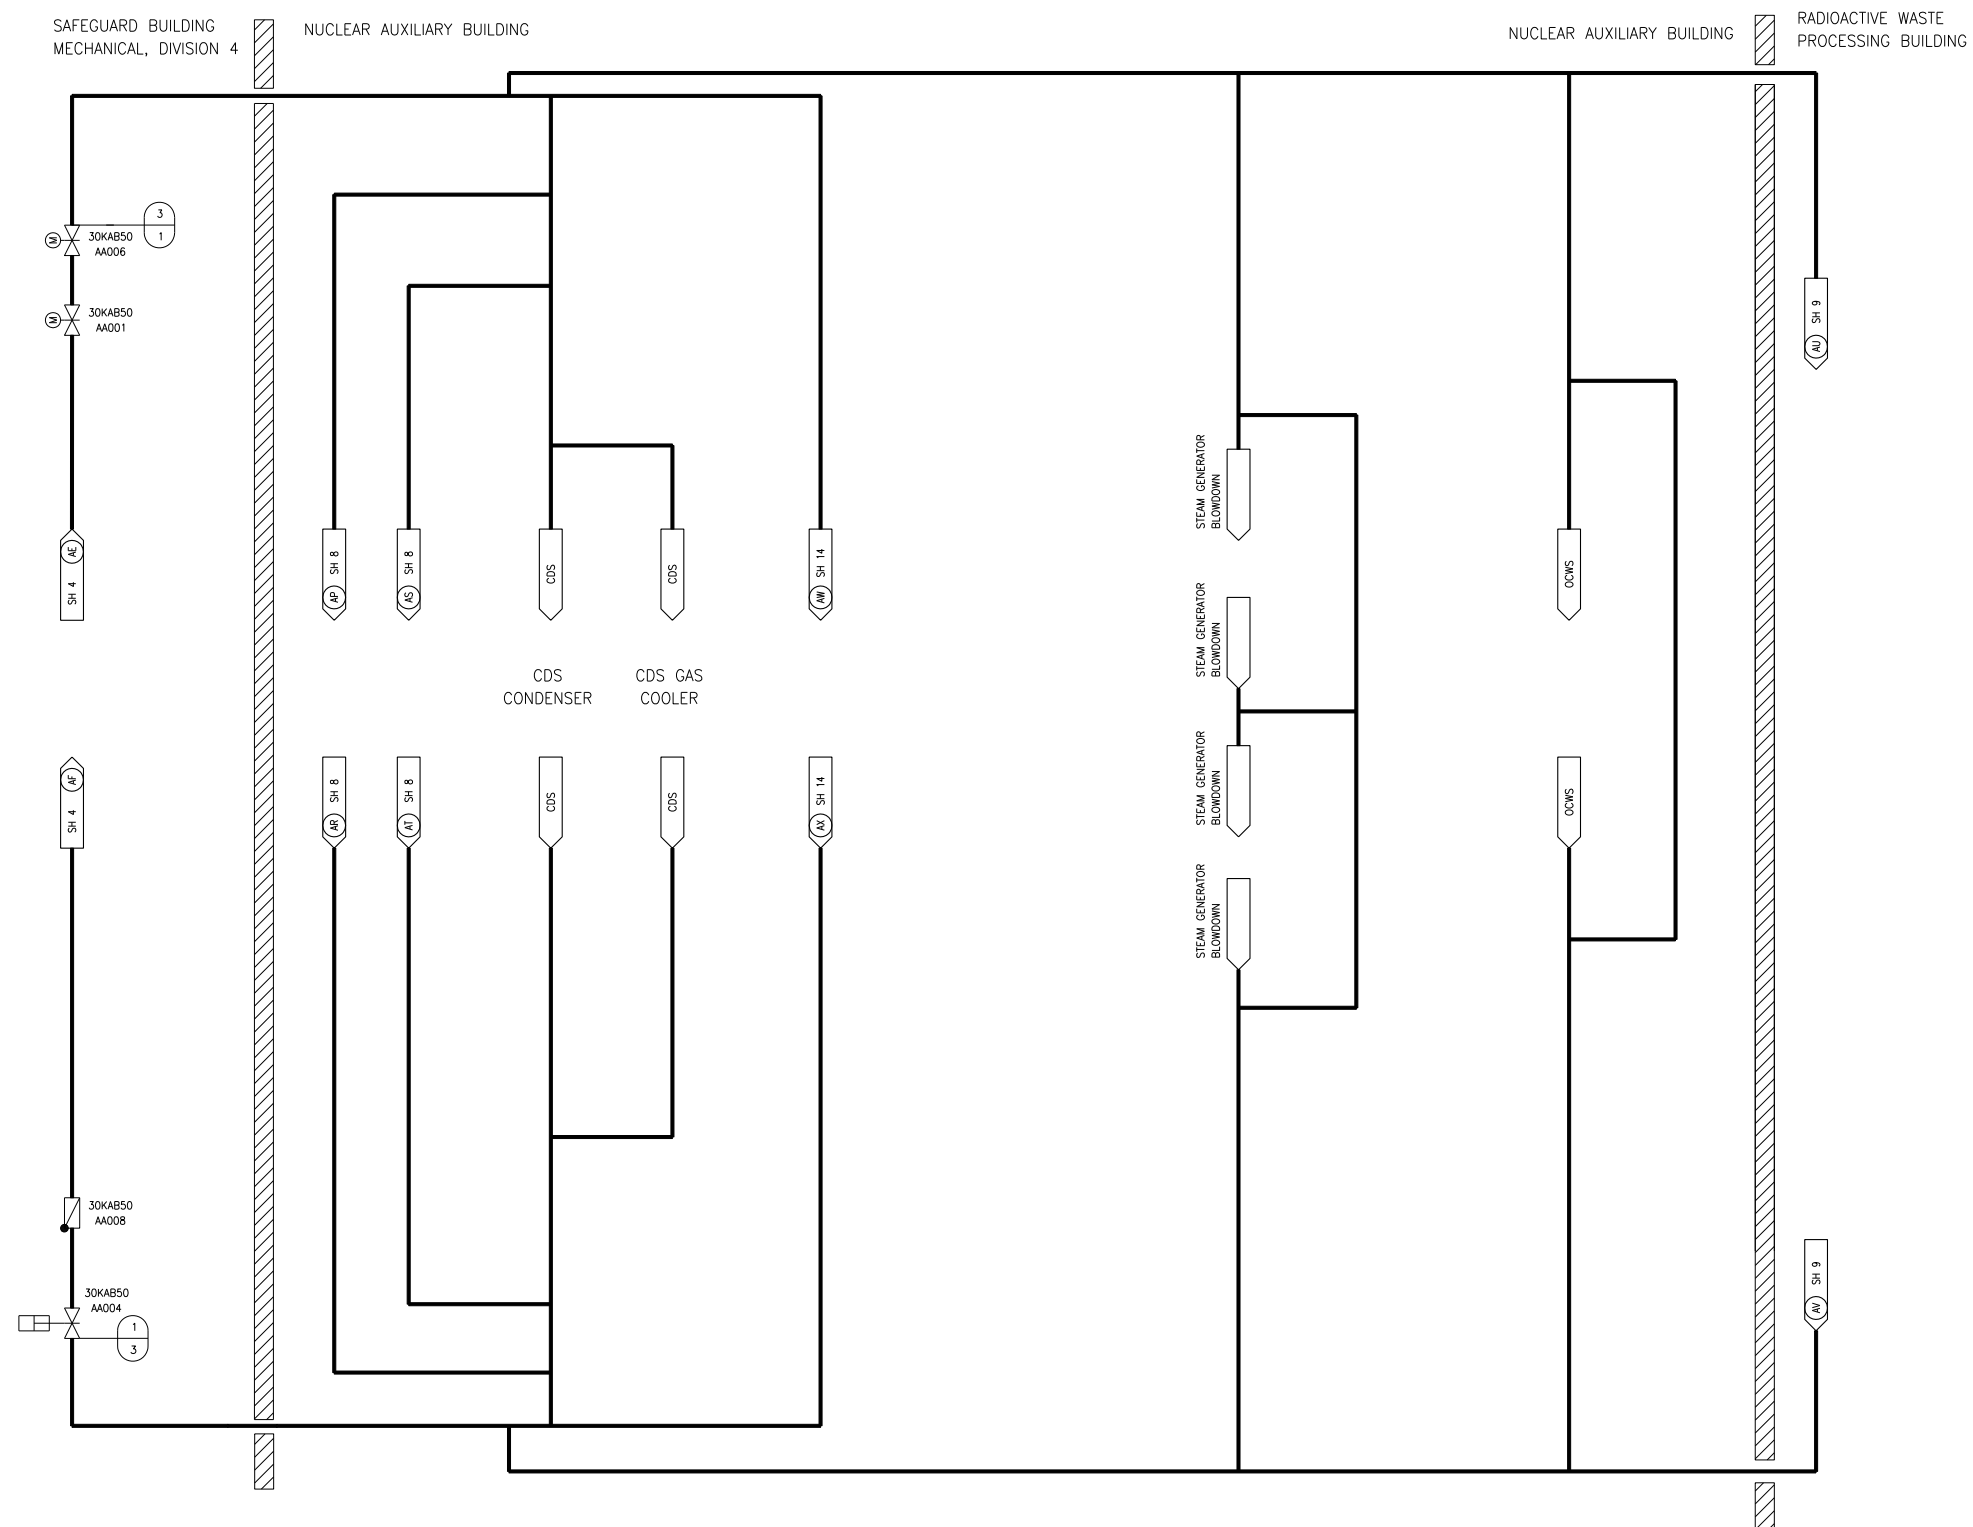 SAFEGUARD BUILDING
MECHANICAL, DIVISION 4
NUCLEAR AUXILIARY BUILDING
NUCLEAR AUXILIARY BUILDING
RADIOACTIVE WASTE
PROCESSING BUILDING
3
1
M
30KAB50
AA006
M
30KAB50
AA001
AU SH 9
STEAM GENERATOR
BLOWDOWN
SH 4 AE
AP SH 8
AS SH 8
CDS
CDS
AW SH 14
OCWS
STEAM GENERATOR
BLOWDOWN
CDS
CONDENSER
CDS GAS
COOLER
STEAM GENERATOR
BLOWDOWN
SH 4 AF
AR SH 8
AT SH 8
CDS
CDS
AX SH 14
OCWS
STEAM GENERATOR
BLOWDOWN
30KAB50
AA008
30KAB50
AA004
1
3
AV SH 9